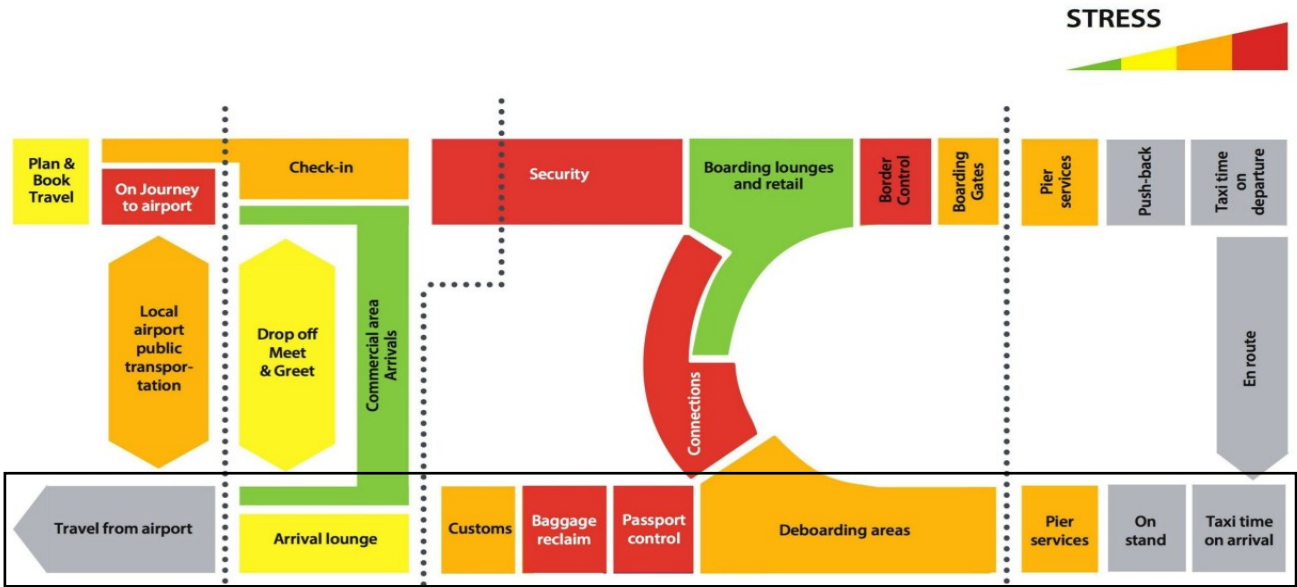 STRESS
Plan &
Book
Travel
On Journey
to airport
Check-in
Security
Boarding lounges
and retail
Border
Control
Boarding
Gates
Pier
services
Push-back
Taxi time
on
departure
Local
airport
public
transpor-
tation
Drop off
Meet
& Greet
Commercial area
Arrivals
Connections
En route
Travel from airport
Arrival lounge
Customs
Baggage
reclaim
Passport
control
Deboarding areas
Pier
services
On
stand
Taxi time
on arrival